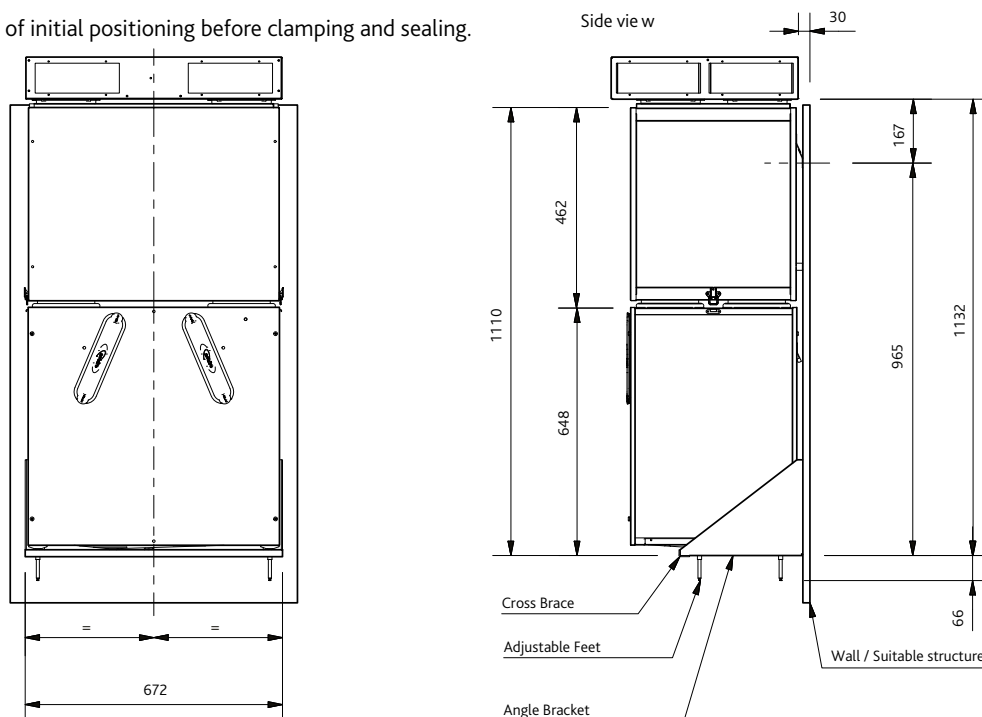 of initial positioning before clamping and sealing.
Side view
30
167
462
1110
965
1132
648
66
Cross Brace
Adjustable Feet
Wall / Suitable structure
=
=
672
Angle Bracket